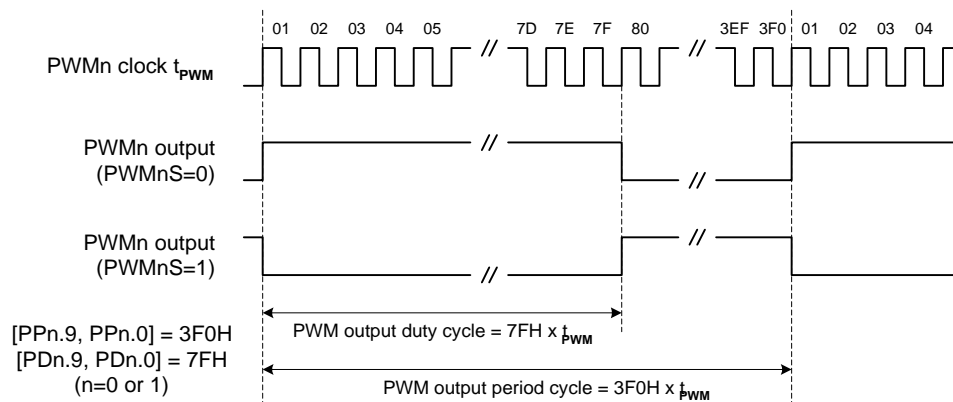 01 02 03 04 05 // 7D 7E 7F 80 3EF 3F0 01 02 03 04
PWMn clock tPWM
// //
PWMn output
(PWMnS=0)
// //
PWMn output
(PWMnS=1)
// //
PWM output duty cycle = 7FH x tPWM
[PPn.9, PPn.0] = 3F0H
[PDn.9, PDn.0] = 7FH
(n=0 or 1)
PWM output period cycle = 3F0H x tPWM